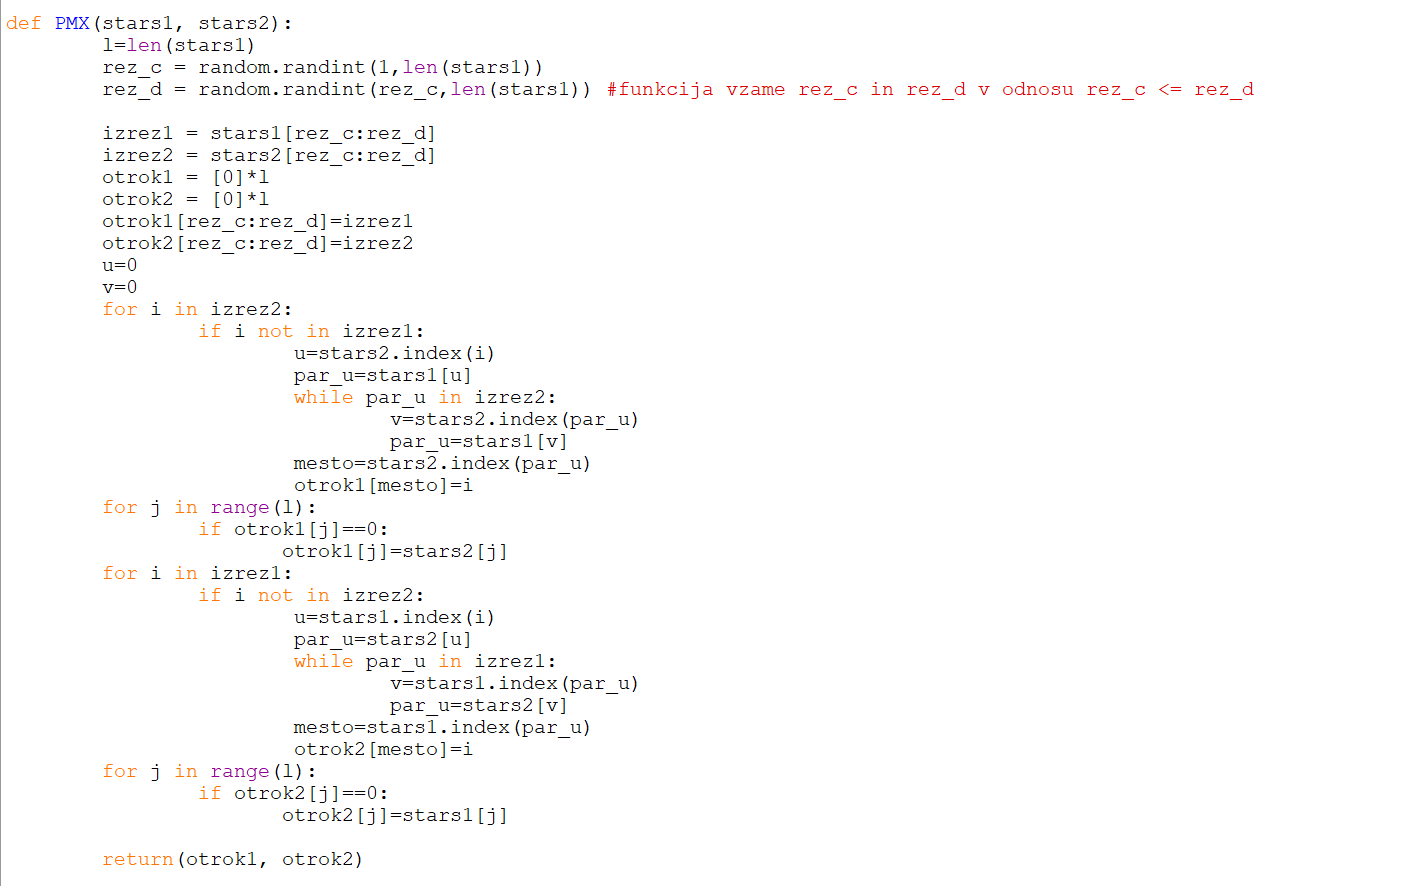 def PMX(stars1, stars2):
        l=len(stars1)
        rez_c = random.randint(1,len(stars1))
        rez_d = random.randint(rez_c,len(stars1)) #funkcija vzame rez_c in rez_d v odnosu rez_c <= rez_d

        izrez1 = stars1[rez_c:rez_d]
        izrez2 = stars2[rez_c:rez_d]
        otrok1 = [0]*l
        otrok2 = [0]*l
        otrok1[rez_c:rez_d]=izrez1
        otrok2[rez_c:rez_d]=izrez2
        u=0
        v=0
        for i in izrez2:
                if i not in izrez1:
                        u=stars2.index(i)
                        par_u=stars1[u]
                        while par_u in izrez2:
                                v=stars2.index(par_u)
                                par_u=stars1[v]
                        mesto=stars2.index(par_u)
                        otrok1[mesto]=i
        for j in range(l):
                if otrok1[j]==0:
                       otrok1[j]=stars2[j]
        for i in izrez1:
                if i not in izrez2:
                        u=stars1.index(i)
                        par_u=stars2[u]
                        while par_u in izrez1:
                                v=stars1.index(par_u)
                                par_u=stars2[v]
                        mesto=stars1.index(par_u)
                        otrok2[mesto]=i
        for j in range(l):
                if otrok2[j]==0:
                       otrok2[j]=stars1[j]

        return(otrok1, otrok2)